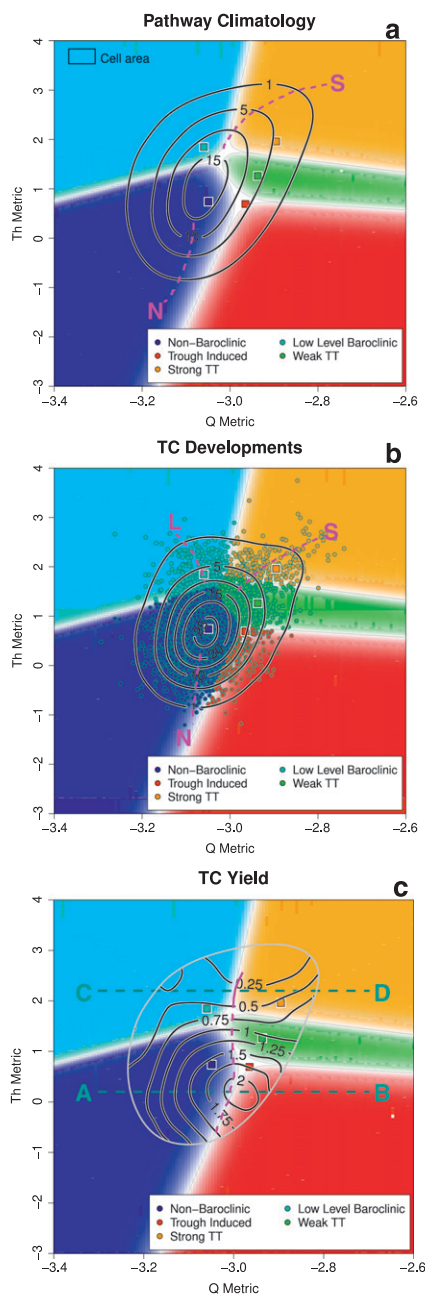 Pathway Climatology
a
Cell area
1
S
5
15
N
Th Metric
4
3
2
1
0
−1
−2
−3
Non−Baroclinic
Low Level Baroclinic
Trough Induced
Weak TT
Strong TT
−3.4
−3.2
−3.0
−2.8
−2.6
Q Metric
TC Developments
b
L
S
5
N
Th Metric
4
3
2
1
0
−1
−2
−3
Non−Baroclinic
Low Level Baroclinic
Trough Induced
Weak TT
Strong TT
−3.4
−3.2
−3.0
−2.8
−2.6
Q Metric
TC Yield
c
C
0.25
D
0.5
0.75
1
1.25
1.5
2
A
B
1.75
Th Metric
4
3
2
1
0
−1
−2
−3
Non−Baroclinic
Low Level Baroclinic
Trough Induced
Weak TT
Strong TT
−3.4
−3.2
−3.0
−2.8
−2.6
Q Metric